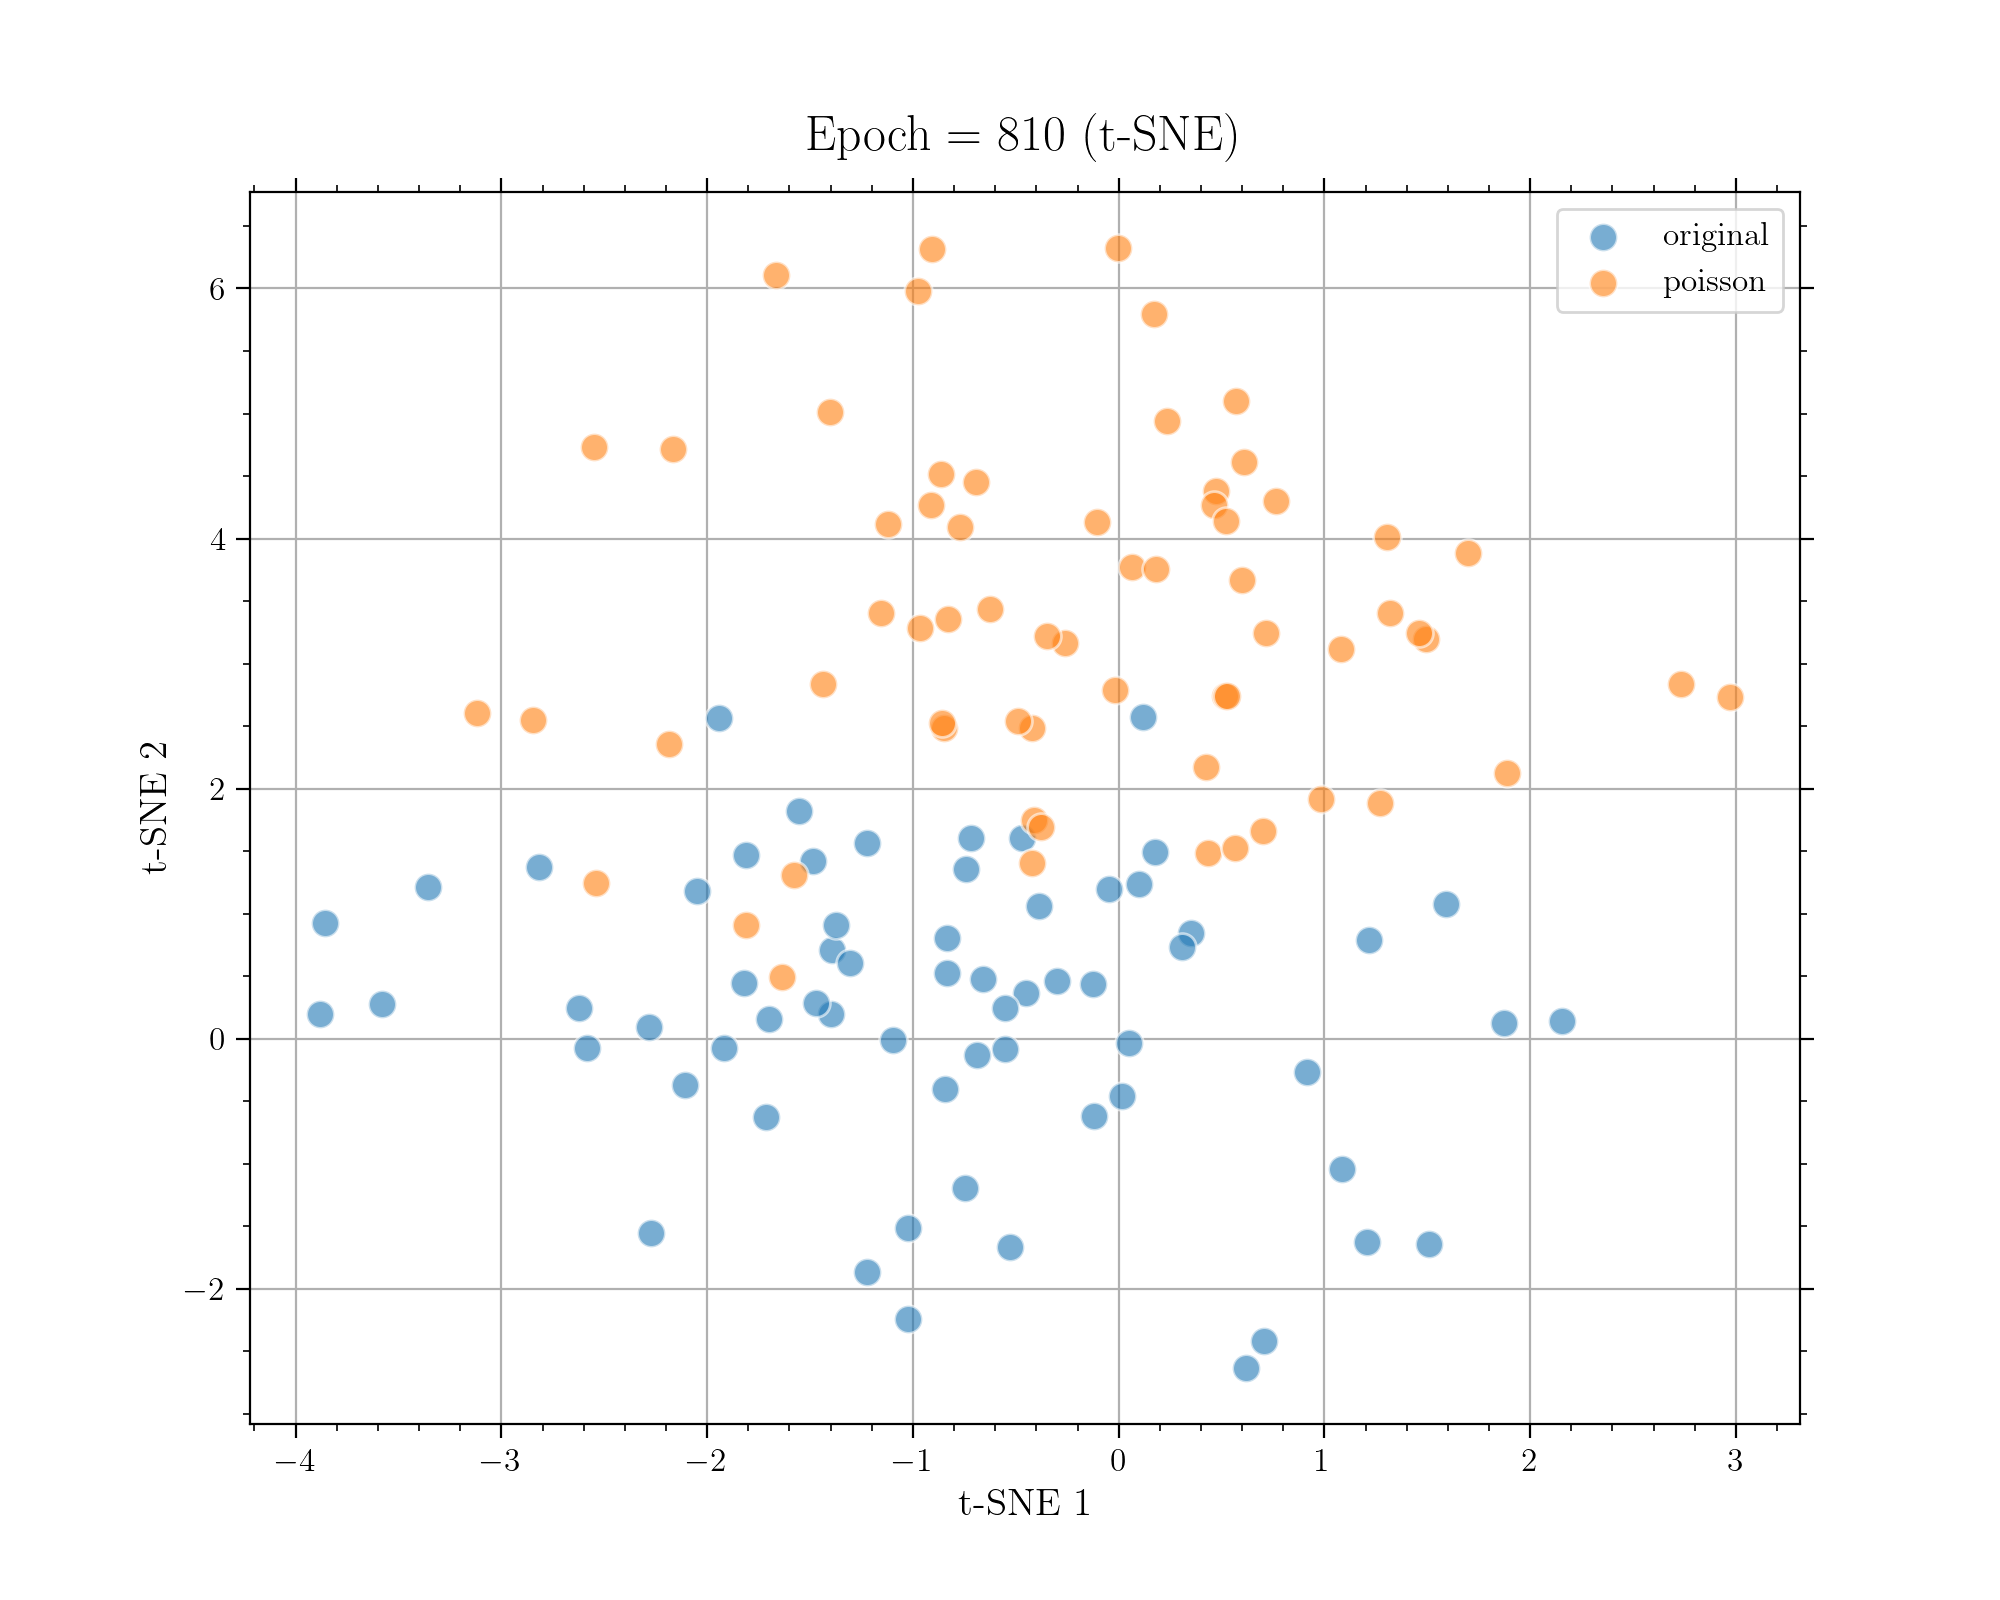 Epoch = 810 (t-SNE)
original
poisson
6
4
2
0
−2
t-SNE 2
−4
−3
−2
−1
0
1
2
3
t-SNE 1